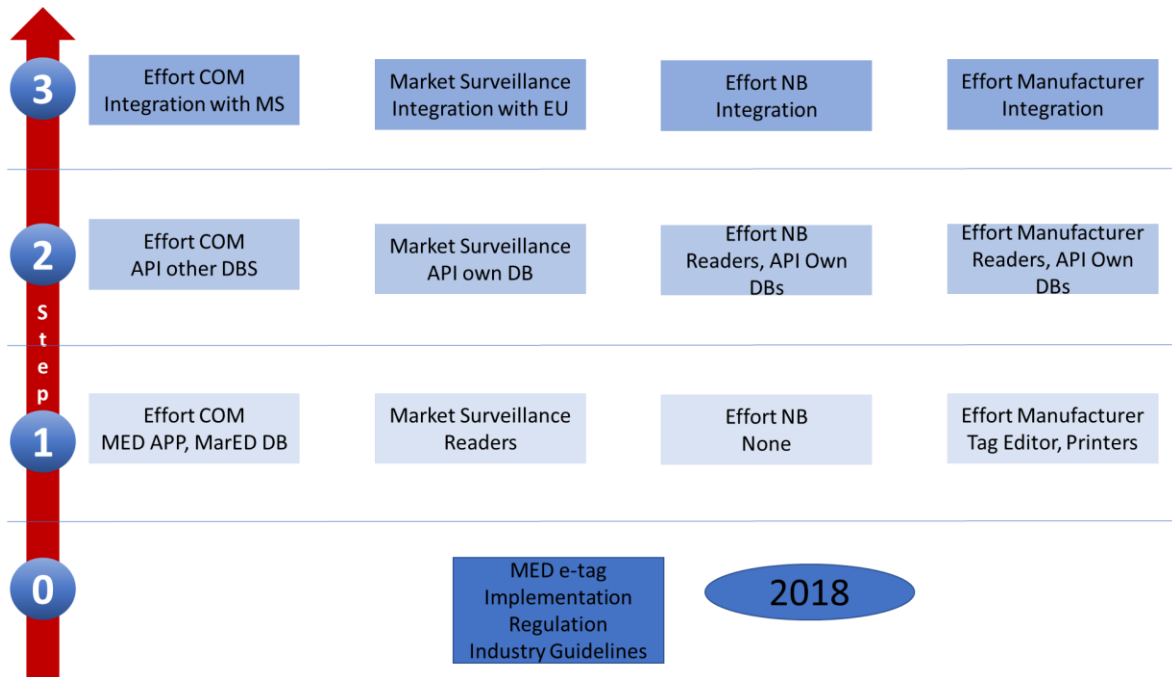 3
Effort COM
Integration with MS
Market Surveillance
Integration with EU
Effort NB
Integration
Effort Manufacturer
Integration
2
Effort COM
API other DBS
Market Surveillance
API own DB
Effort NB
Readers, API Own
DBs
Effort Manufacturer
Readers, API Own
DBs
Step
1
Effort COM
MED APP, MarED DB
Market Surveillance
Readers
Effort NB
None
Effort Manufacturer
Tag Editor, Printers
0
MED e-tag
Implementation
Regulation
Industry Guidelines
2018